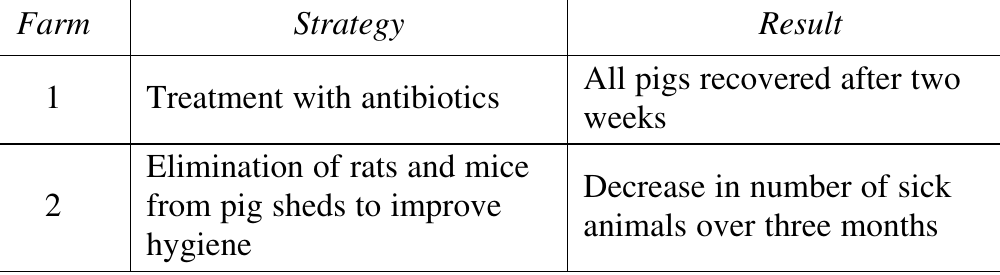 Farm Strategy Result
1 Treatment with antibiotics All pigs recovered after two
weeks
2 Elimination of rats and mice
from pig sheds to improve
hygiene
Decrease in number of sick
animals over three months